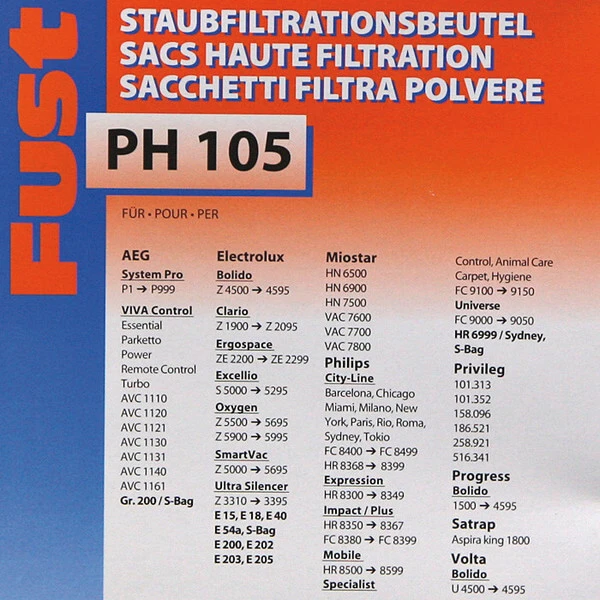 Fust
STAUBFILTRATIONSBEUTEL
SACS HAUTE FILTRATION
SACCHETTI FILTRA POLVERE
PH 105
FÜR • POUR • PER
AEG
System Pro
P1 ➔ P999
VIVA Control
Essential
Parketto
Power
Remote Control
Turbo
AVC 1110
AVC 1120
AVC 1121
AVC 1130
AVC 1131
AVC 1140
AVC 1161
Gr. 200 / S-Bag
Electrolux
Bolido
Z 4500 ➔ 4595
Clario
Z 1900 ➔ Z 2095
Ergospace
ZE 2200 ➔ ZE 2299
Excellio
S 5000 ➔ 5295
Oxygen
Z 5500 ➔ 5695
Z 5900 ➔ 5995
SmartVac
Z 5000 ➔ 5695
Ultra Silencer
Z 3310 ➔ 3395
E 15, E 18, E 40
E 54a, S-Bag
E 200, E 202
E 203, E 205
Miostar
HN 6500
HN 6900
HN 7500
VAC 7600
VAC 7700
VAC 7800
Philips
City-Line
Barcelona, Chicago
Miami, Milano, New
York, Paris, Rio, Roma,
Sydney, Tokio
FC 8400 ➔ FC 8499
HR 8368 ➔ 8399
Expression
HR 8300 ➔ 8349
Impact / Plus
HR 8350 ➔ 8367
FC 8380 ➔ FC 8399
Mobile
HR 8500 ➔ 8599
Specialist
Control, Animal Care
Carpet, Hygiene
FC 9100 ➔ 9150
Universe
FC 9000 ➔ 9050
HR 6999 / Sydney,
S-Bag
Privileg
101.313
101.352
158.096
186.521
258.921
516.341
Progress
Bolido
1500 ➔ 4595
Satrap
Aspira king 1800
Volta
Bolido
U 4500 ➔ 4595